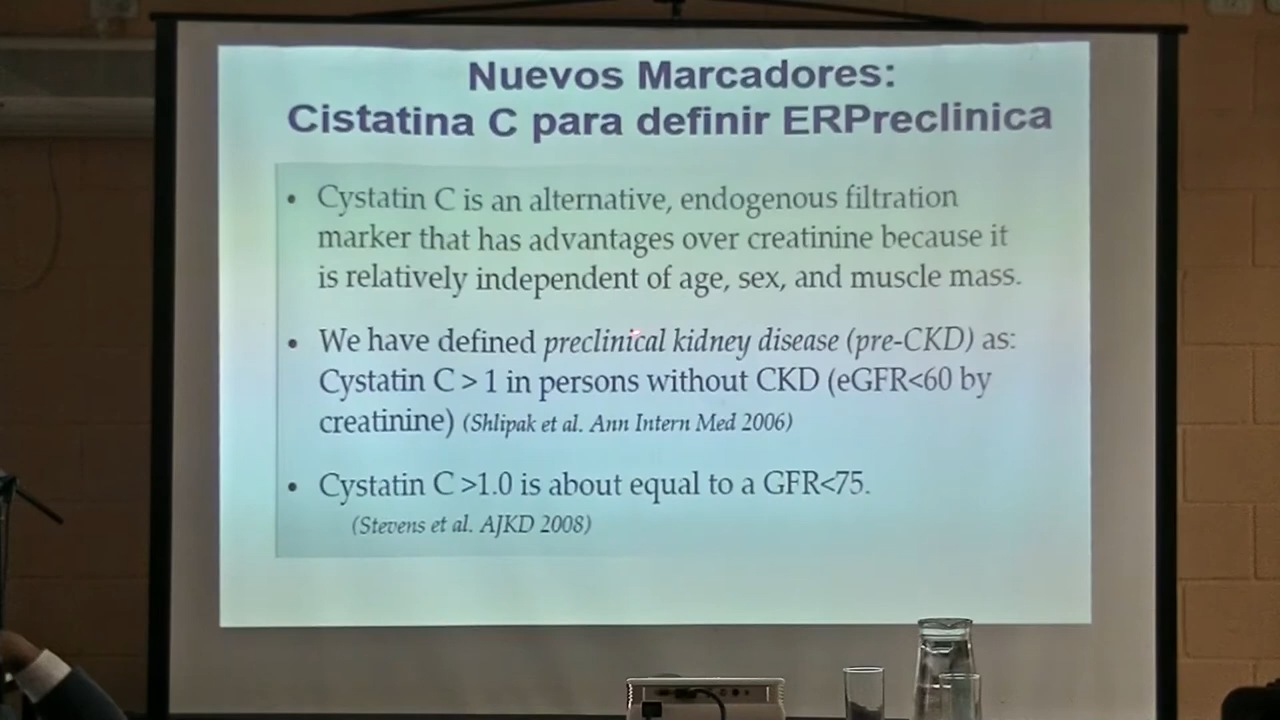 Nuevos Marcadores:
Cistatina C para definir ERPreclinica
• Cystatin C is an alternative, endogenous filtration
marker that has advantages over creatinine because it
is relatively independent of age, sex, and muscle mass.
• We have defined preclinical kidney disease (pre-CKD) as:
Cystatin C > 1 in persons without CKD (eGFR<60 by
creatinine) (Shlipak et al. Ann Intern Med 2006)
• Cystatin C >1.0 is about equal to a GFR<75.
(Stevens et al. AJKD 2008)